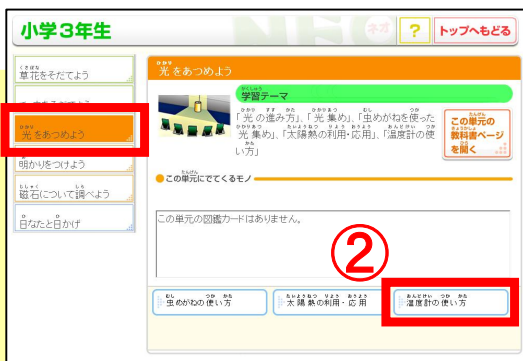 小学3年生
NEO
ネオ
?
トップへもどる
草花をそだてよう
光をあつめよう
明かりをつけよう
磁石について調べよう
日なたと日かげ
光をあつめよう
学習テーマ
「光の進み方」、「光集め」、「虫めがねを使った
光集め」、「太陽熱の利用・応用」、「温度計の使
い方」
この単元の
教科書ページ
を開く
この単元にでてくるモノ
この単元の図鑑カードはありません。
②
虫めがねの使い方
太陽熱の利用・応用
温度計の使い方